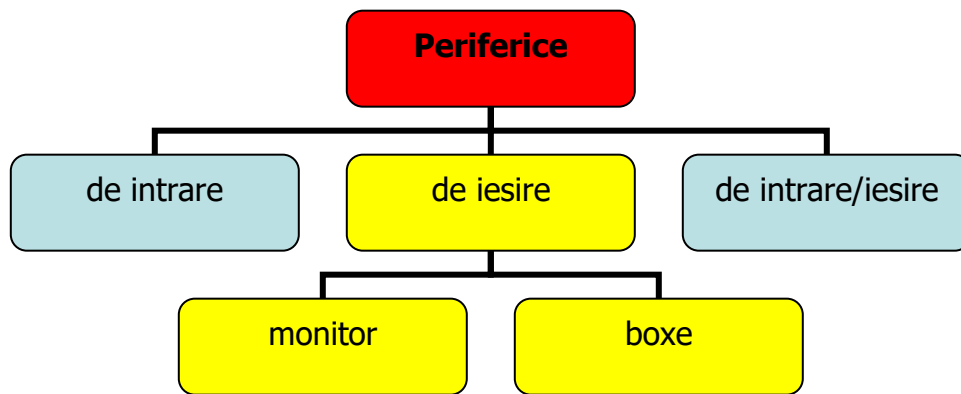 Periferice
de intrare
de iesire
de intrare/iesire
monitor
boxe